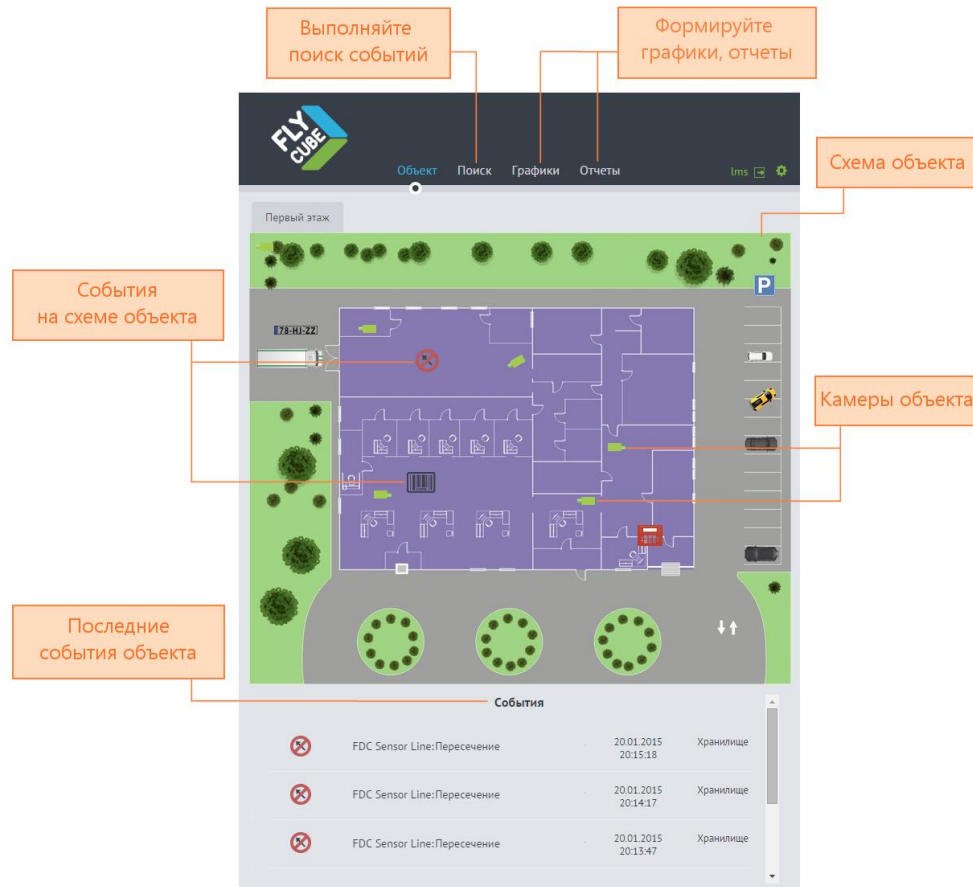 Выполняйте
поиск событий
Формируйте
графики, отчеты
FLY
CUBE
Объект Поиск Графики Отчеты
lms
Схема объекта
Первый этаж
События
на схеме объекта
P
78-HJ-ZZ
Камеры объекта
Последние
события объекта
События
FDC Sensor Line:Пересечение
20.01.2015
20:15:18
Хранилище
FDC Sensor Line:Пересечение
20.01.2015
20:14:17
Хранилище
FDC Sensor Line:Пересечение
20.01.2015
20:13:47
Хранилище